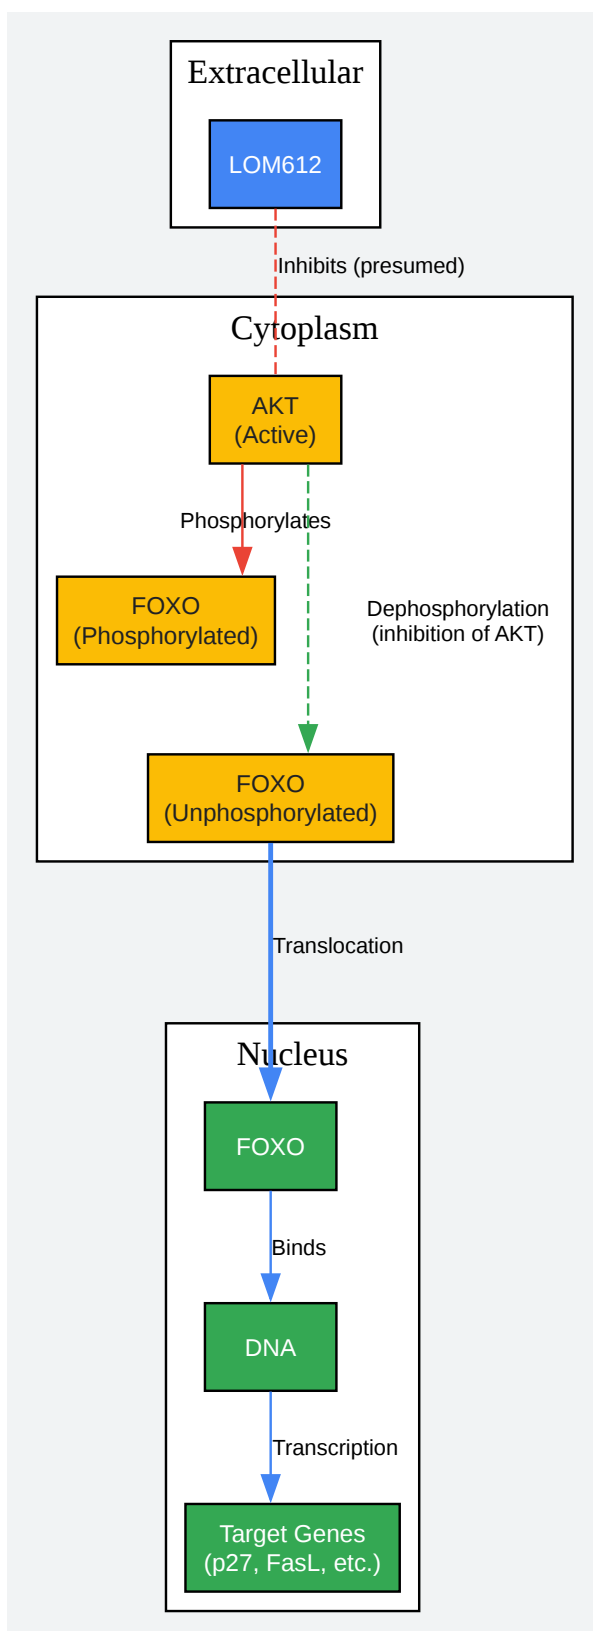 Extracellular
LOM612
Inhibits (presumed)
Cytoplasm
AKT
(Active)
Phosphorylates
FOXO
(Phosphorylated)
Dephosphorylation
(inhibition of AKT)
FOXO
(Unphosphorylated)
Translocation
Nucleus
FOXO
Binds
DNA
Transcription
Target Genes
(p27, FasL, etc.)